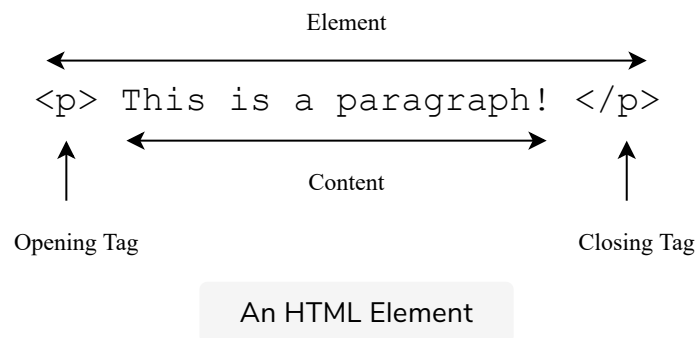 Element
<p> This is a paragraph! </p>
Content
Opening Tag
Closing Tag
An HTML Element